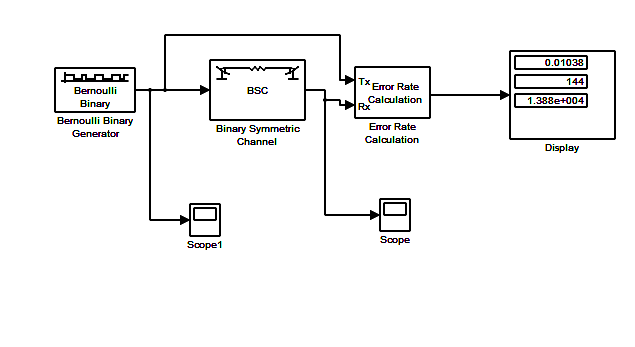 Bernoulli
Binary
Bernoulli Binary
Generator
BSC
Binary Symmetric
Channel
Tx
Rx
Error Rate
Calculation
Error Rate
Calculation
0.01038
144
1.388e+004
Display
Scope1
Scope